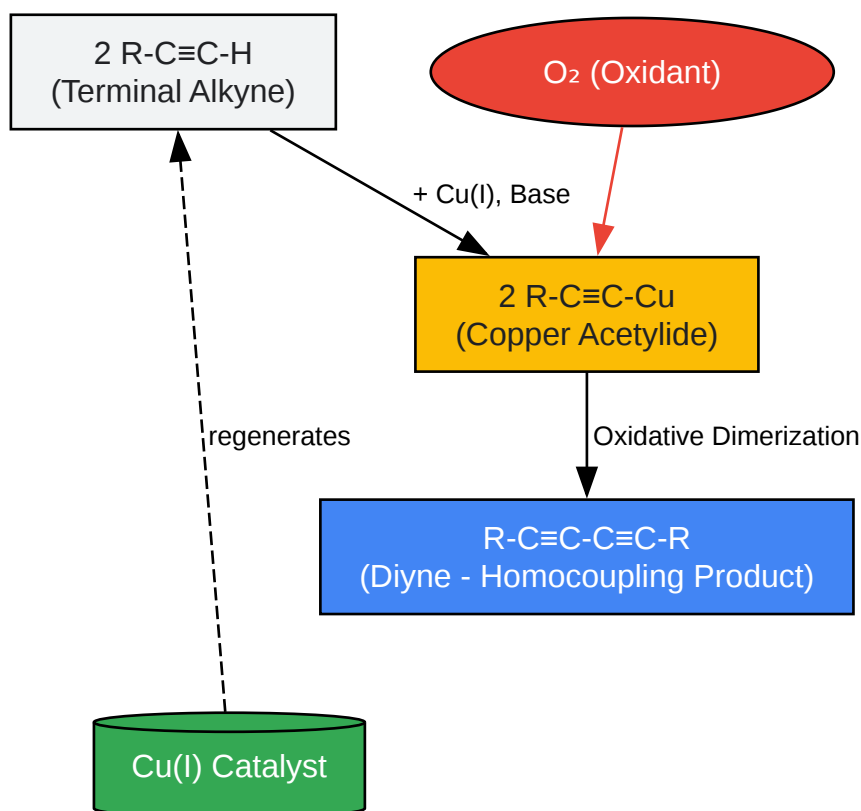 2 R-C≡C-H
(Terminal Alkyne)
O₂ (Oxidant)
+ Cu(I), Base
2 R-C≡C-Cu
(Copper Acetylide)
regenerates
Oxidative Dimerization
R-C≡C-C≡C-R
(Diyne - Homocoupling Product)
Cu(I) Catalyst